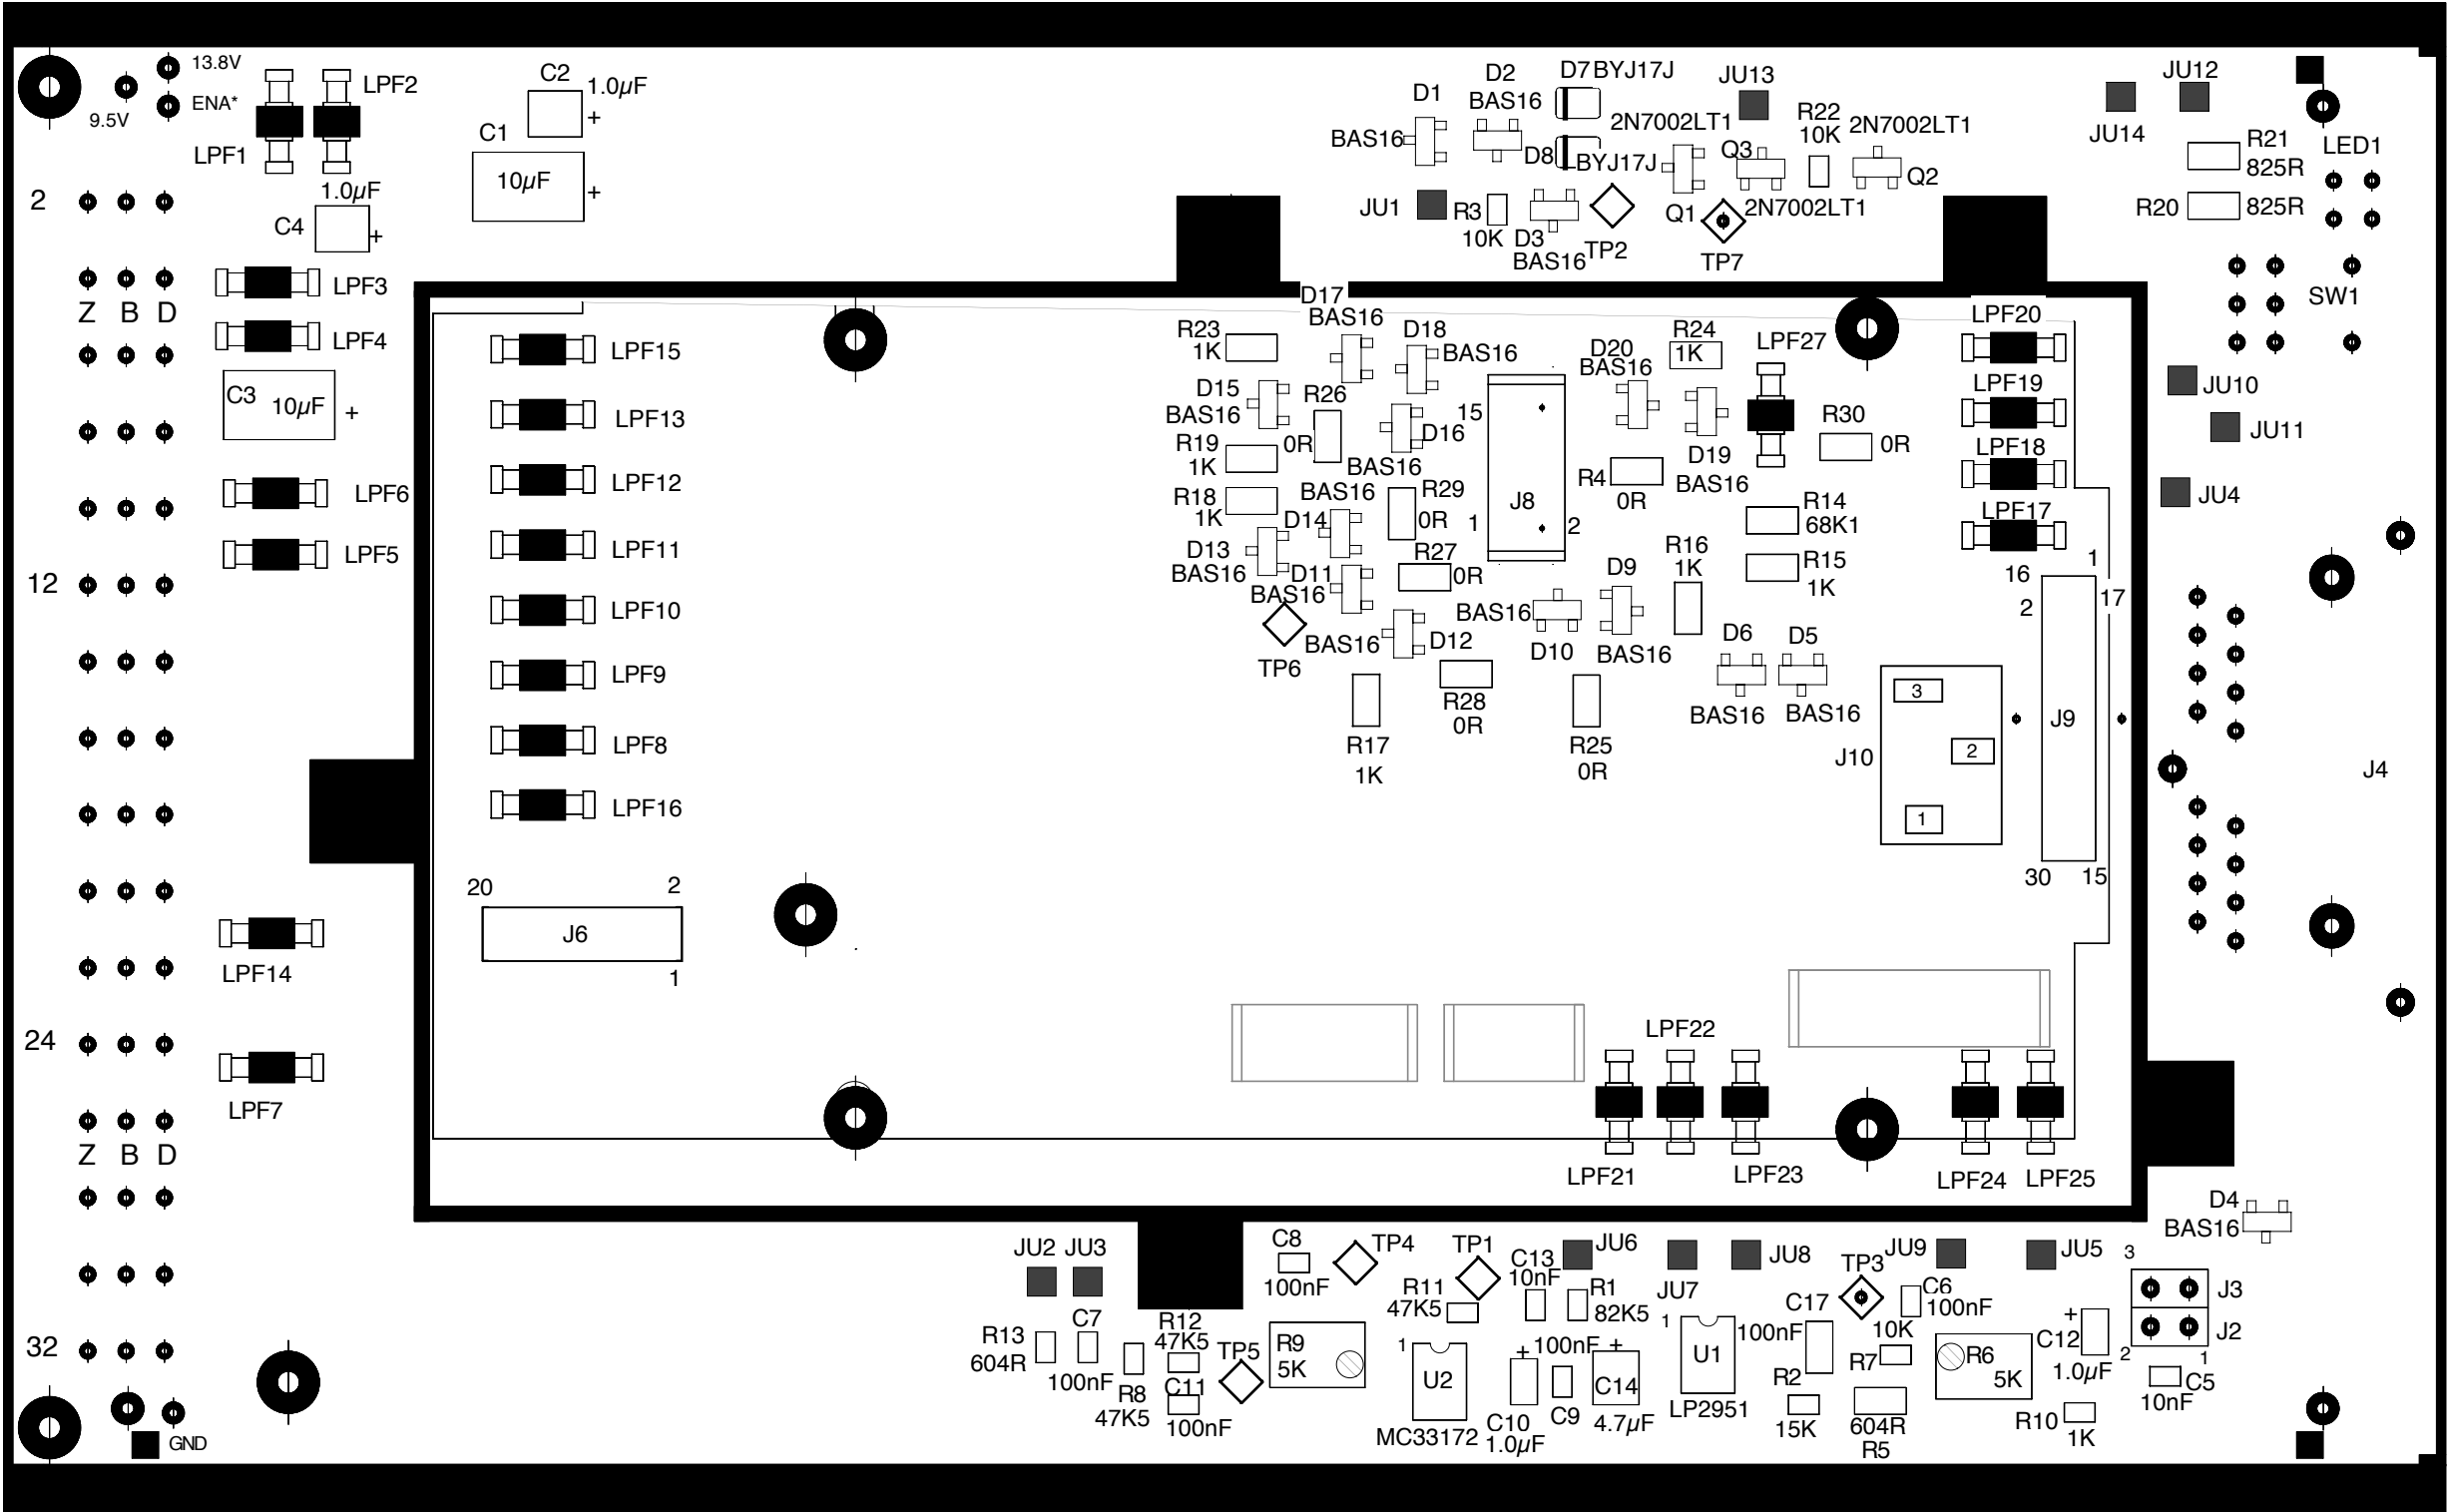 13.8V
ENA*
9.5V
LPF2
LPF1
C2
1.0µF
+
C1
10µF
+
1.0µF
C4
+
D1
BAS16
D2
BAS16
D7 BYJ17J
D8
BYJ17J
JU13
2N7002LT1
R22
10K
2N7002LT1
Q3
Q2
JU1
R3
10K
D3
BAS16
TP2
Q1
2N7002LT1
TP7
JU14
JU12
R21
825R
R20
825R
LED1
SW1
2
Z B D
LPF3
LPF4
C3
10µF
+
LPF6
LPF5
12
LPF15
LPF13
LPF12
LPF11
LPF10
LPF9
LPF8
LPF16
D17
BAS16
R23
1K
D18
BAS16
D15
BAS16
R26
0R
D16
BAS16
R19
1K
R18
1K
BAS16
D14
R29
0R
D13
BAS16
D11
BAS16
R27
0R
TP6
BAS16
D12
R28
0R
R17
1K
15
J8
1
2
D20
BAS16
R24
1K
LPF27
D19
BAS16
R30
0R
R4
0R
R14
68K1
R16
1K
R15
1K
D9
BAS16
BAS16
D10
R25
0R
D6
BAS16
D5
BAS16
LPF20
LPF19
LPF18
LPF17
JU10
JU11
JU4
1
16
2
17
J9
30
15
3
2
1
J10
J4
20
2
J6
1
LPF14
24
LPF7
Z B D
32
GND
LPF22
LPF21
LPF23
LPF24
LPF25
D4
BAS16
JU2
JU3
C8
100nF
TP4
TP1
C13
10nF
JU6
R11
47K5
R1
82K5
JU7
JU8
JU9
TP3
C6
100nF
JU5
3
J3
J2
2
1
R13
604R
C7
100nF
R12
47K5
R8
47K5
C11
100nF
TP5
R9
5K
1
U2
MC33172
+
100nF
C10
1.0µF
C9
+
C14
4.7µF
1
U1
LP2951
C17
100nF
R2
15K
10K
R7
604R
R5
R6
5K
+
C12
1.0µF
C5
10nF
R10
1K